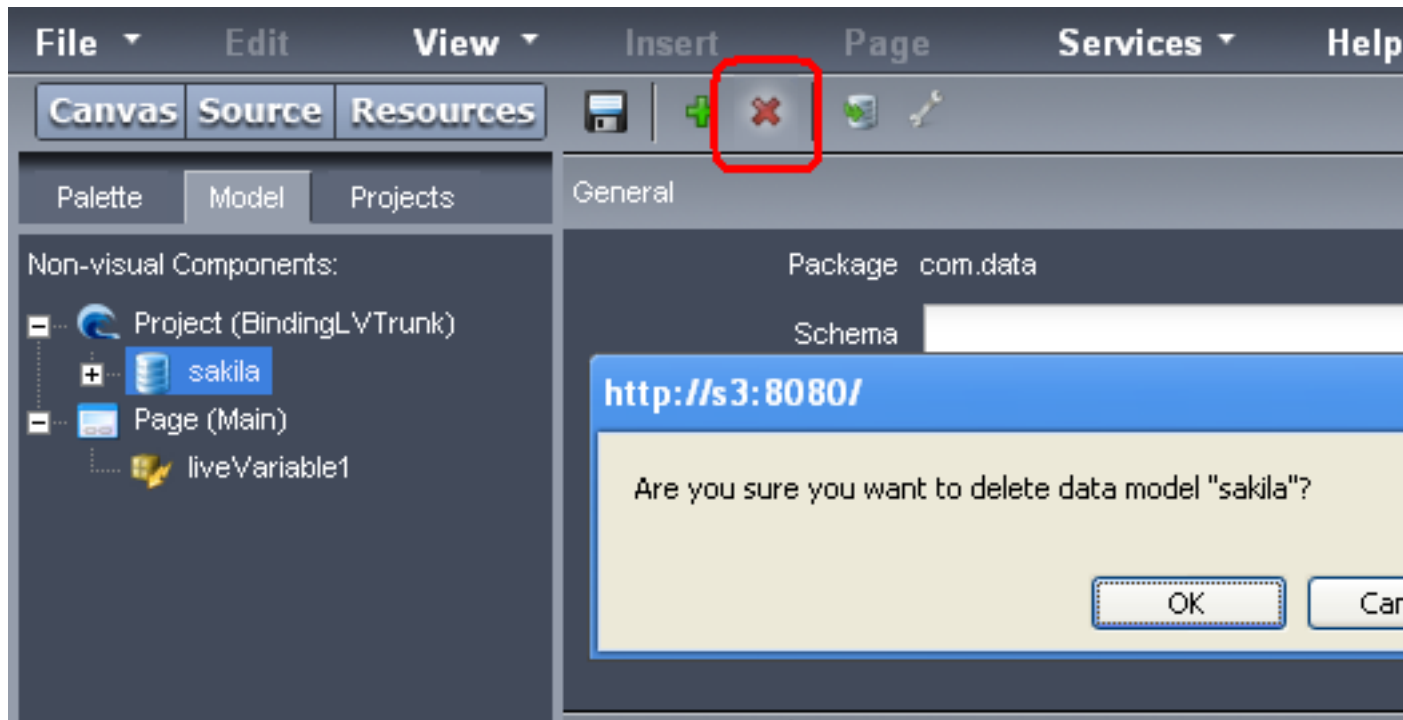 File Edit View Insert Page Services Help
Canvas Source Resources
Palette Model Projects General
Non-visual Components:
Package com.data
Project (BindingLVTrunk)
Schema
sakila
http://s3:8080/
Page (Main)
liveVariable1
Are you sure you want to delete data model "sakila"?
OK